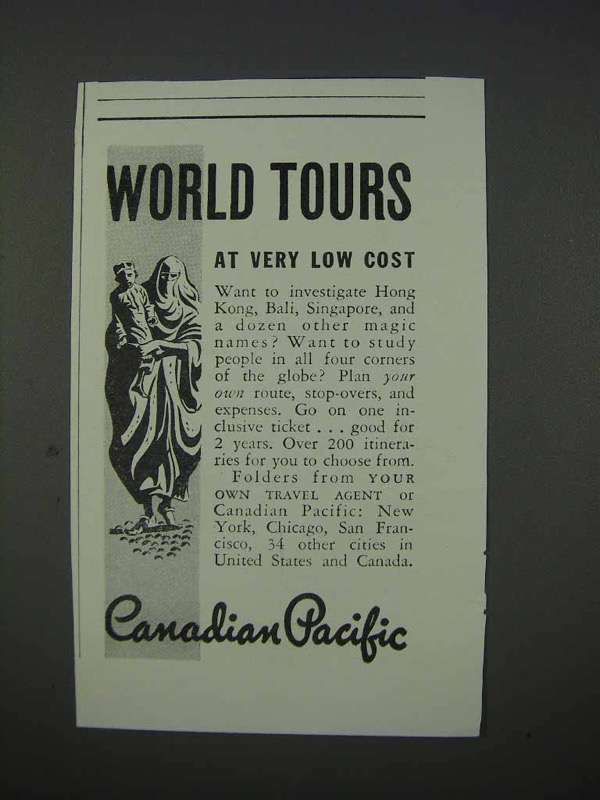 WORLD TOURS
AT VERY LOW COST
Want to investigate Hong
Kong, Bali, Singapore, and
a dozen other magic
names? Want to study
people in all four corners
of the globe? Plan your
own route, stop-overs, and
expenses. Go on one in-
clusive ticket . . . good for
2 years. Over 200 itinera-
ries for you to choose from.
Folders from YOUR
OWN TRAVEL AGENT or
Canadian Pacific: New
York, Chicago, San Fran-
cisco, 34 other cities in
United States and Canada.
Canadian Pacific